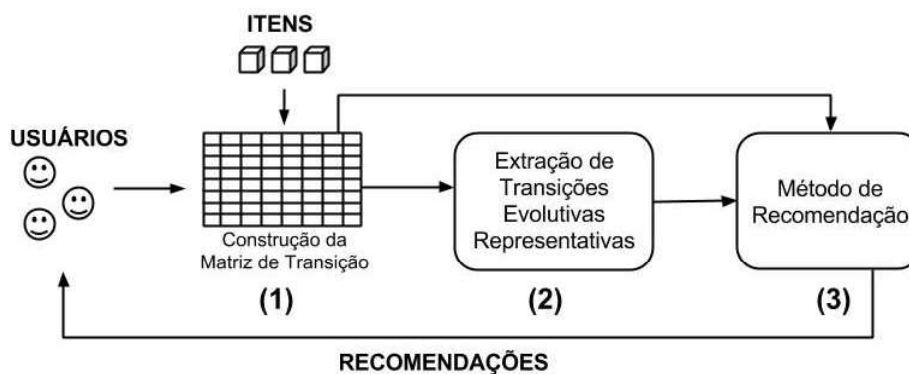 ITENS
USUÁRIOS
Construção da
Matriz de Transição
(1)
Extração de
Transições
Evolutivas
Representativas
(2)
Método de
Recomendação
(3)
RECOMENDAÇÕES